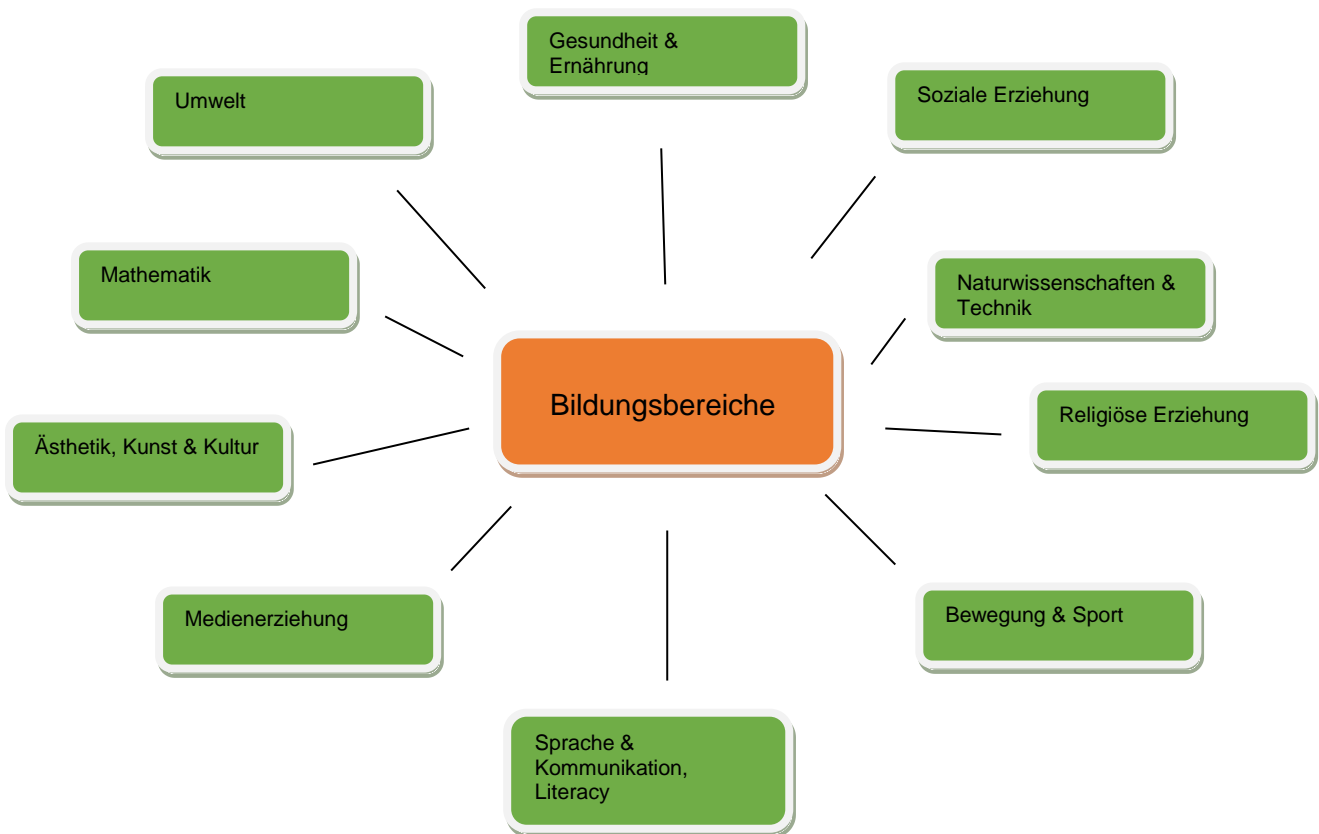 Gesundheit &
Ernährung
Soziale Erziehung
Umwelt
Naturwissenschaften &
Technik
Mathematik
Bildungsbereiche
Religiöse Erziehung
Ästhetik, Kunst & Kultur
Medienerziehung
Bewegung & Sport
Sprache &
Kommunikation,
Literacy